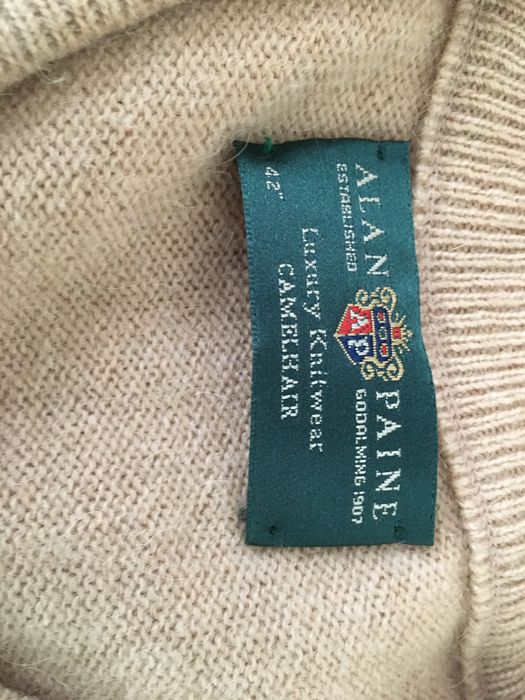 ALAN PAINE
ESTABLISHED GODALMING 1907
AP
Luxury Knitwear
CAMELHAIR
42"